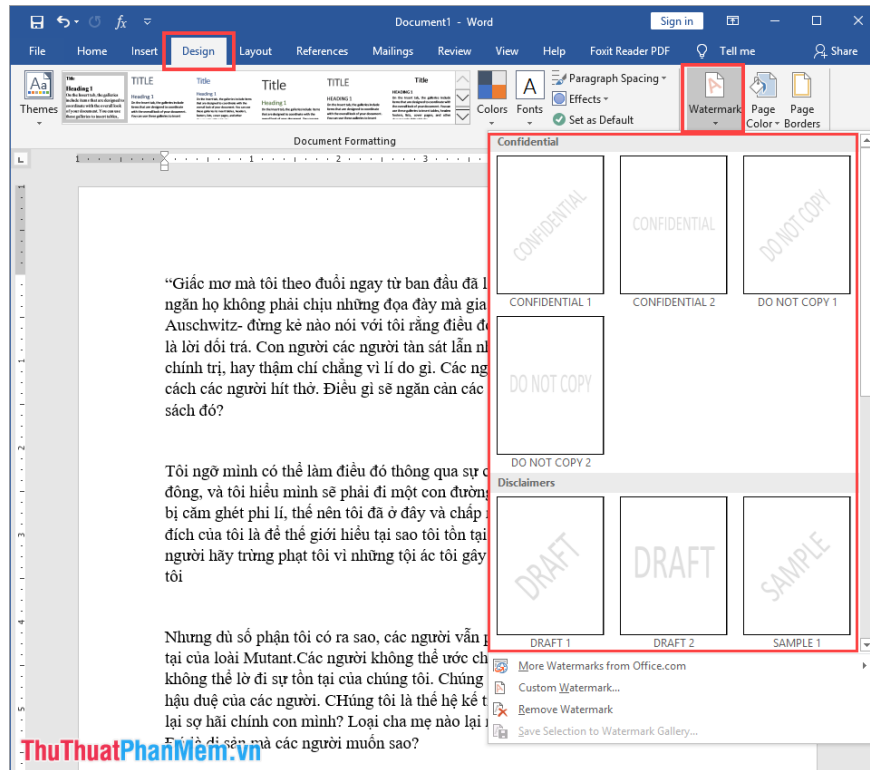 Document1 - Word
Sign in
File Home Insert Design Layout References Mailings Review View Help Foxit Reader PDF Tell me Share
Themes
Title
Heading 1
TITLE
Heading 1
Title
Heading 1
Title
Heading 1
TITLE
HEADING 1
Title
HEADING 1
Colors Fonts
Paragraph Spacing
Effects
Set as Default
Watermark Page Color Page Borders
Document Formatting
1 1 2 3
Confidential
CONFIDENTIAL
CONFIDENTIAL
DO NOT COPY
CONFIDENTIAL 1 CONFIDENTIAL 2 DO NOT COPY 1
DO NOT COPY
DO NOT COPY 2
Disclaimers
DRAFT
DRAFT
SAMPLE
DRAFT 1 DRAFT 2 SAMPLE 1
More Watermarks from Office.com
Custom Watermark...
Remove Watermark
Save Selection to Watermark Gallery...
“Giấc mơ mà tôi theo đuổi ngay từ ban đầu đã
ngăn họ không phải chịu những đọa đày mà gia
Auschwitz- đừng kẻ nào nói với tôi rằng điều
là lời dối trá. Con người các người tàn sát lẫn
chính trị, hay thậm chí chẳng vì lí do gì. Các
cách các người hít thở. Điều gì sẽ ngăn cản các
sách đó?
Tôi ngỡ mình có thể làm điều đó thông qua sự
đông, và tôi hiểu mình sẽ phải đi một con đường
bị căm ghét phi lí, thế nên tôi đã ở đây và chấp
đích của tôi là để thế giới hiểu tại sao tôi tồn tại
người hãy trừng phạt tôi vì những tội ác tôi gây
tôi
Nhưng dù số phận tôi có ra sao, các người vẫn
tại của loài Mutant.Các người không thể ước
không thể lờ đi sự tồn tại của chúng tôi. Chúng
hậu duệ của các người. CHúng tôi là thế hệ kế
lại sợ hãi chính con mình? Loại cha mẹ nào lại
di sản mà các người muốn sao?
ThuThuatPhanMem.vn